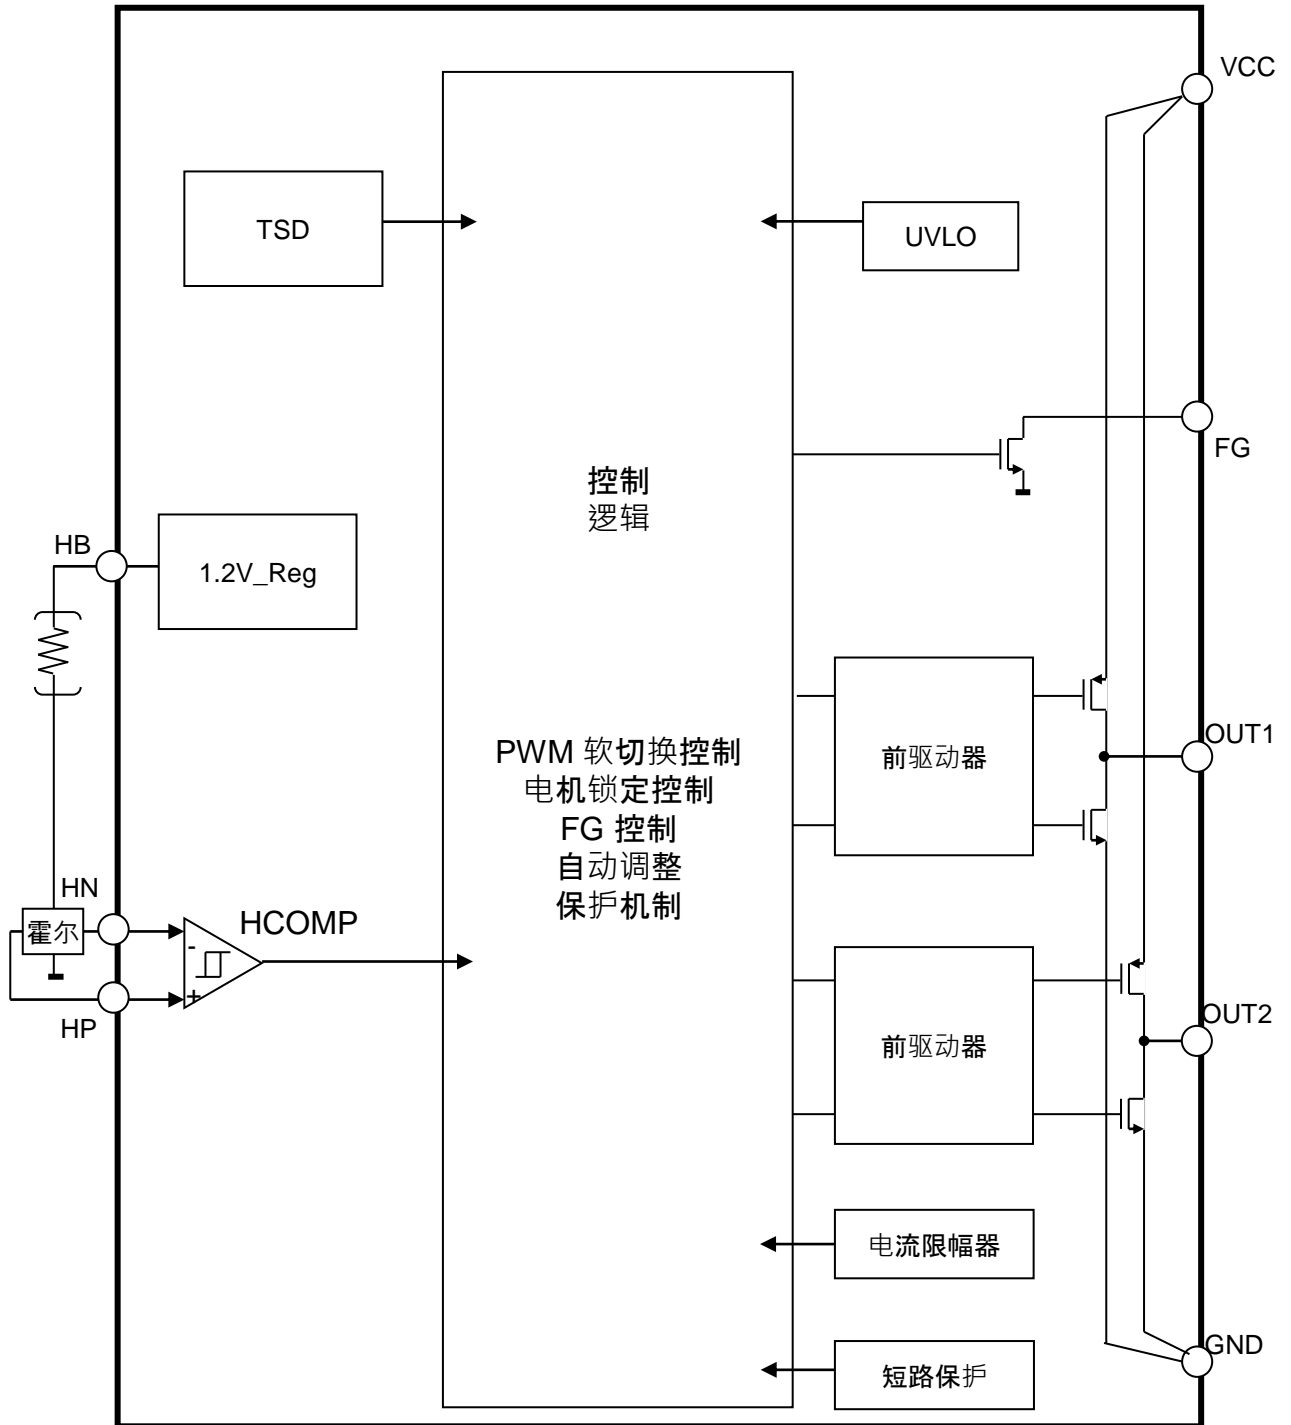 VCC
TSD
UVLO
FG
控制
逻辑
HB
1.2V_Reg
OUT1
PWM 软切换控制
前驱动器
电机锁定控制
FG 控制
自动调整
保护机制
HN
霍尔
HCOMP
-
+
HP
OUT2
前驱动器
电流限幅器
GND
短路保护